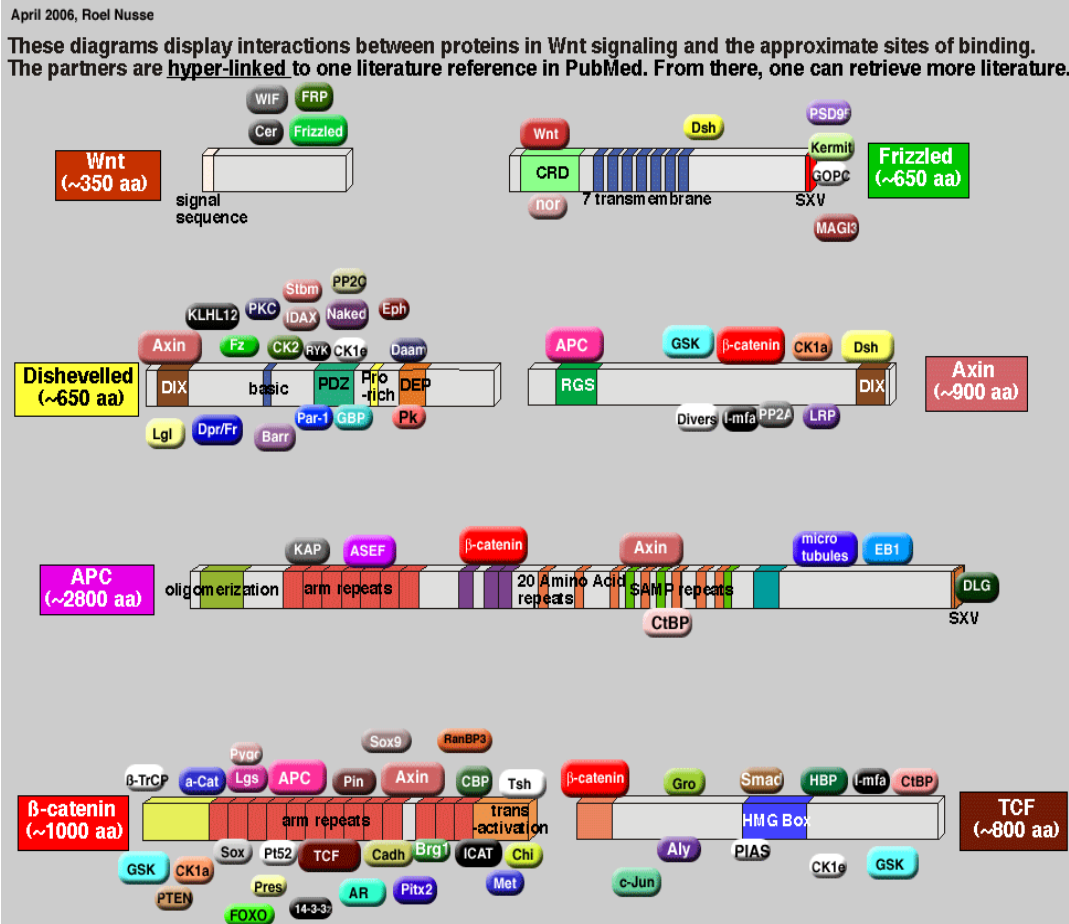 April 2006, Roel Nusse
These diagrams display interactions between proteins in Wnt signaling and the approximate sites of binding.
The partners are hyper-linked to one literature reference in PubMed. From there, one can retrieve more literature.
WIF FRP
Cer Frizzled
Wnt
(~350 aa)
signal
sequence
PSD95
Wnt Dsh
Kermit
CRD
GOPC
Frizzled
(~650 aa)
nor
7 transmembrane
SXV
MAGI3
PP2C
Stbm
KLHL12 PKC IDAX Naked Eph
Axin Fz CK2 RYK CK1e Daam
Dishevelled
(~650 aa)
DIX basic PDZ Pro
-rich DEP
Lgl Dpr/Fr Barr Par-1 GBP Pk
APC GSK β-catenin CK1a Dsh
RGS DIX
Axin
(~900 aa)
Divers I-mfa PP2A LRP
KAP ASEF β-catenin Axin micro
tubules EB1
APC
(~2800 aa)
oligomerization arm repeats 20 Amino Acid
repeats SAMP repeats
DLG
CtBP
SXV
Sox9 RanBP3
Pygo
ß-TrCP a-Cat Lgs APC Pin Axin CBP Tsh
ß-catenin
(~1000 aa)
arm repeats trans
-activation
Sox Pt52 TCF Cadh Brg1 ICAT Chi
GSK CK1a
PTEN Pres AR Pitx2 Met
FOXO 14-3-3z
β-catenin Gro Smad HBP I-mfa CtBP
HMG Box
TCF
(~800 aa)
Aly PIAS
CK1e GSK
c-Jun